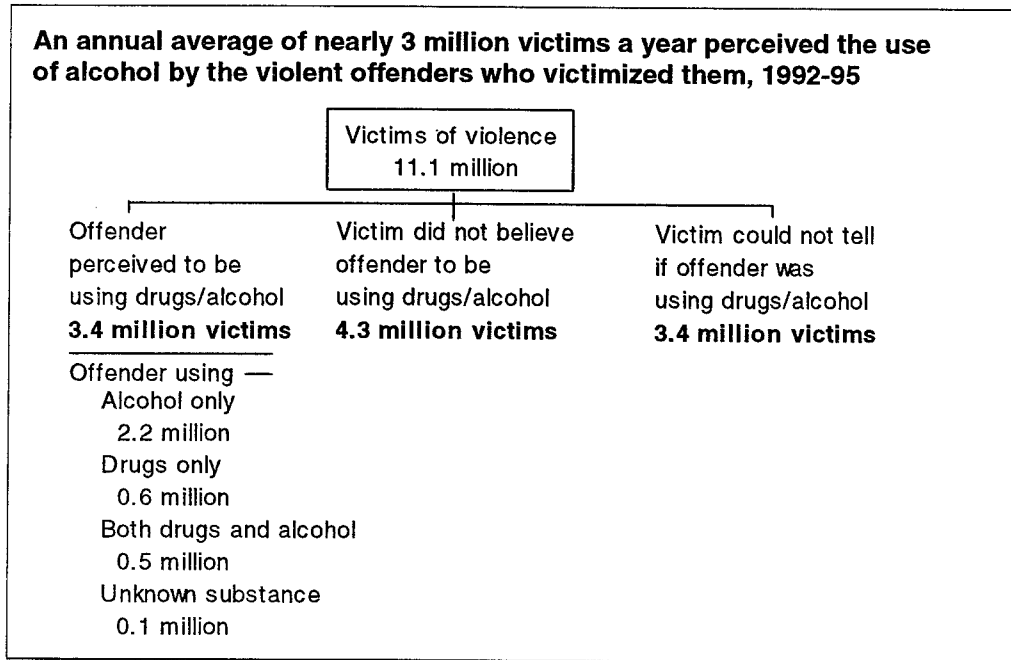 An annual average of nearly 3 million victims a year perceived the use
of alcohol by the violent offenders who victimized them, 1992-95
Victims of violence
11.1 million
Offender
perceived to be
using drugs/alcohol
3.4 million victims
Victim did not believe
offender to be
using drugs/alcohol
4.3 million victims
Victim could not tell
if offender was
using drugs/alcohol
3.4 million victims
Offender using —
Alcohol only
2.2 million
Drugs only
0.6 million
Both drugs and alcohol
0.5 million
Unknown substance
0.1 million